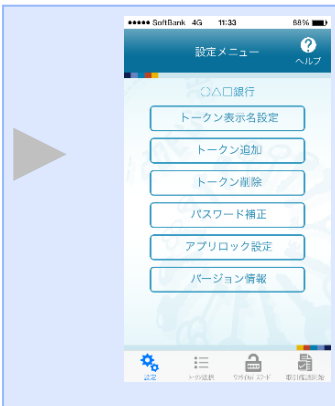 ●●●●● SoftBank 4G 11:33 88%
設定メニュー
ヘルプ
○△□銀行
トークン表示名設定
トークン追加
トークン削除
パスワード補正
アプリロック設定
バージョン情報
設定